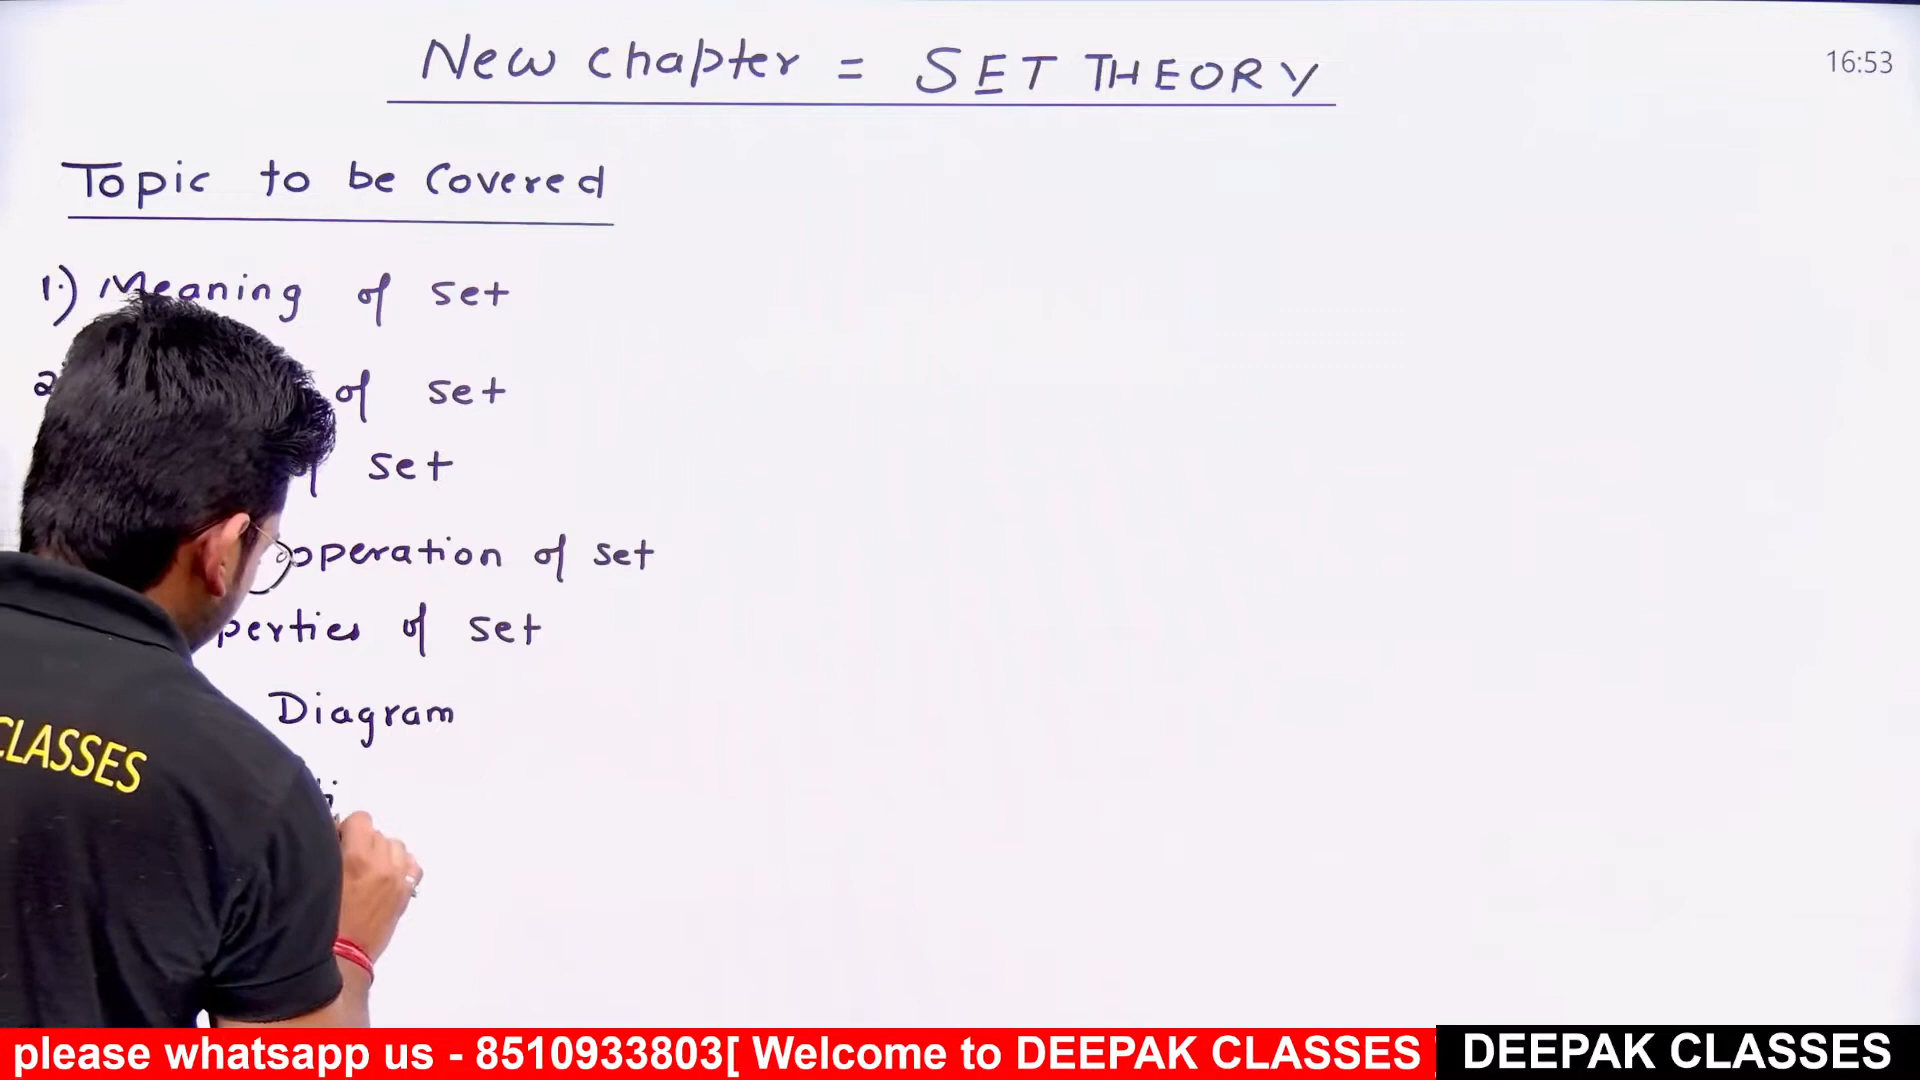 New chapter = SET THEORY
16:53
Topic to be Covered
1.) Meaning of set
2 of set
set
operation of set
perties of set
Diagram
CLASSES
please whatsapp us - 8510933803[ Welcome to DEEPAK CLASSES
DEEPAK CLASSES